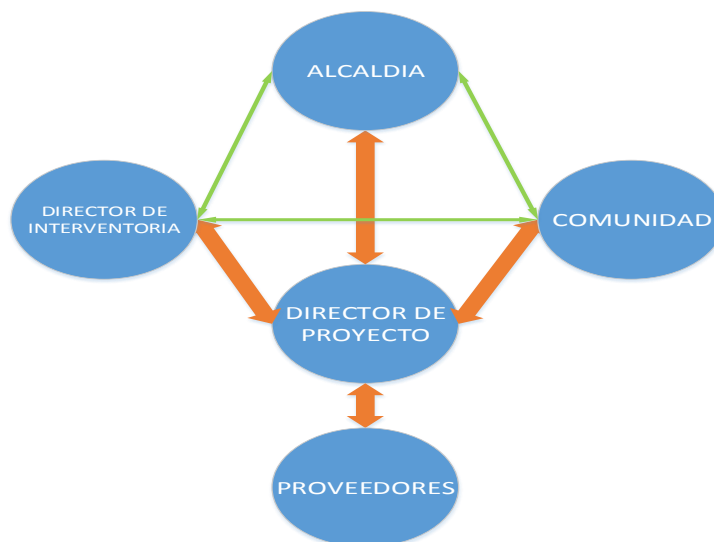 ALCALDIA
DIRECTOR DE
INTERVENTORIA
COMUNIDAD
DIRECTOR DE
PROYECTO
PROVEEDORES